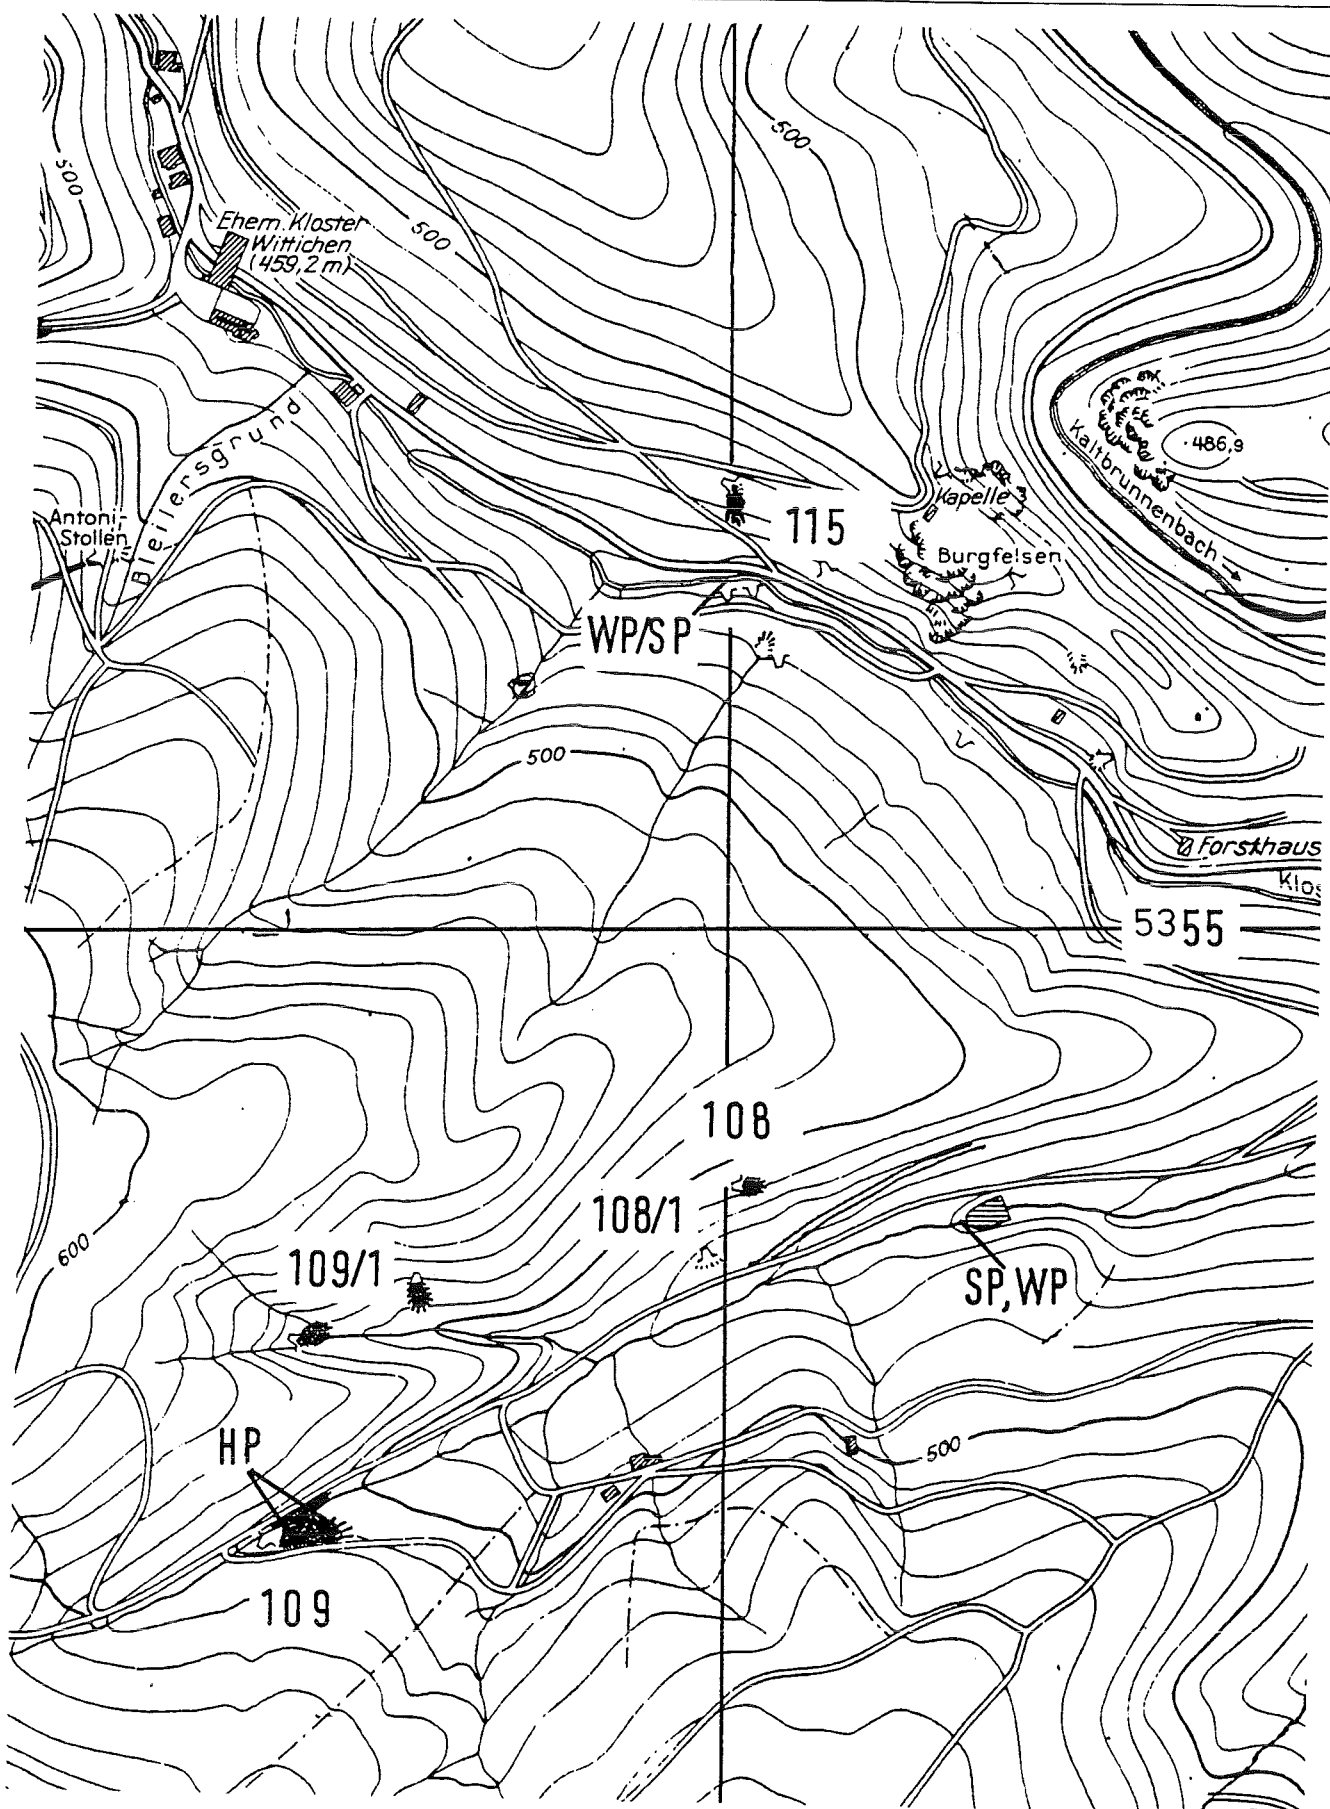 500
500
Ehem. Kloster
Wittichen
(459,2 m)
500
Kaltbrunnenbach
486,9
Bleilersgrund
Antoni-
Stollen
115
Kapelle
Burgfelsen
WP/SP
500
Forsthaus
Klos
5355
108
108/1
600
109/1
SP, WP
HP
500
109